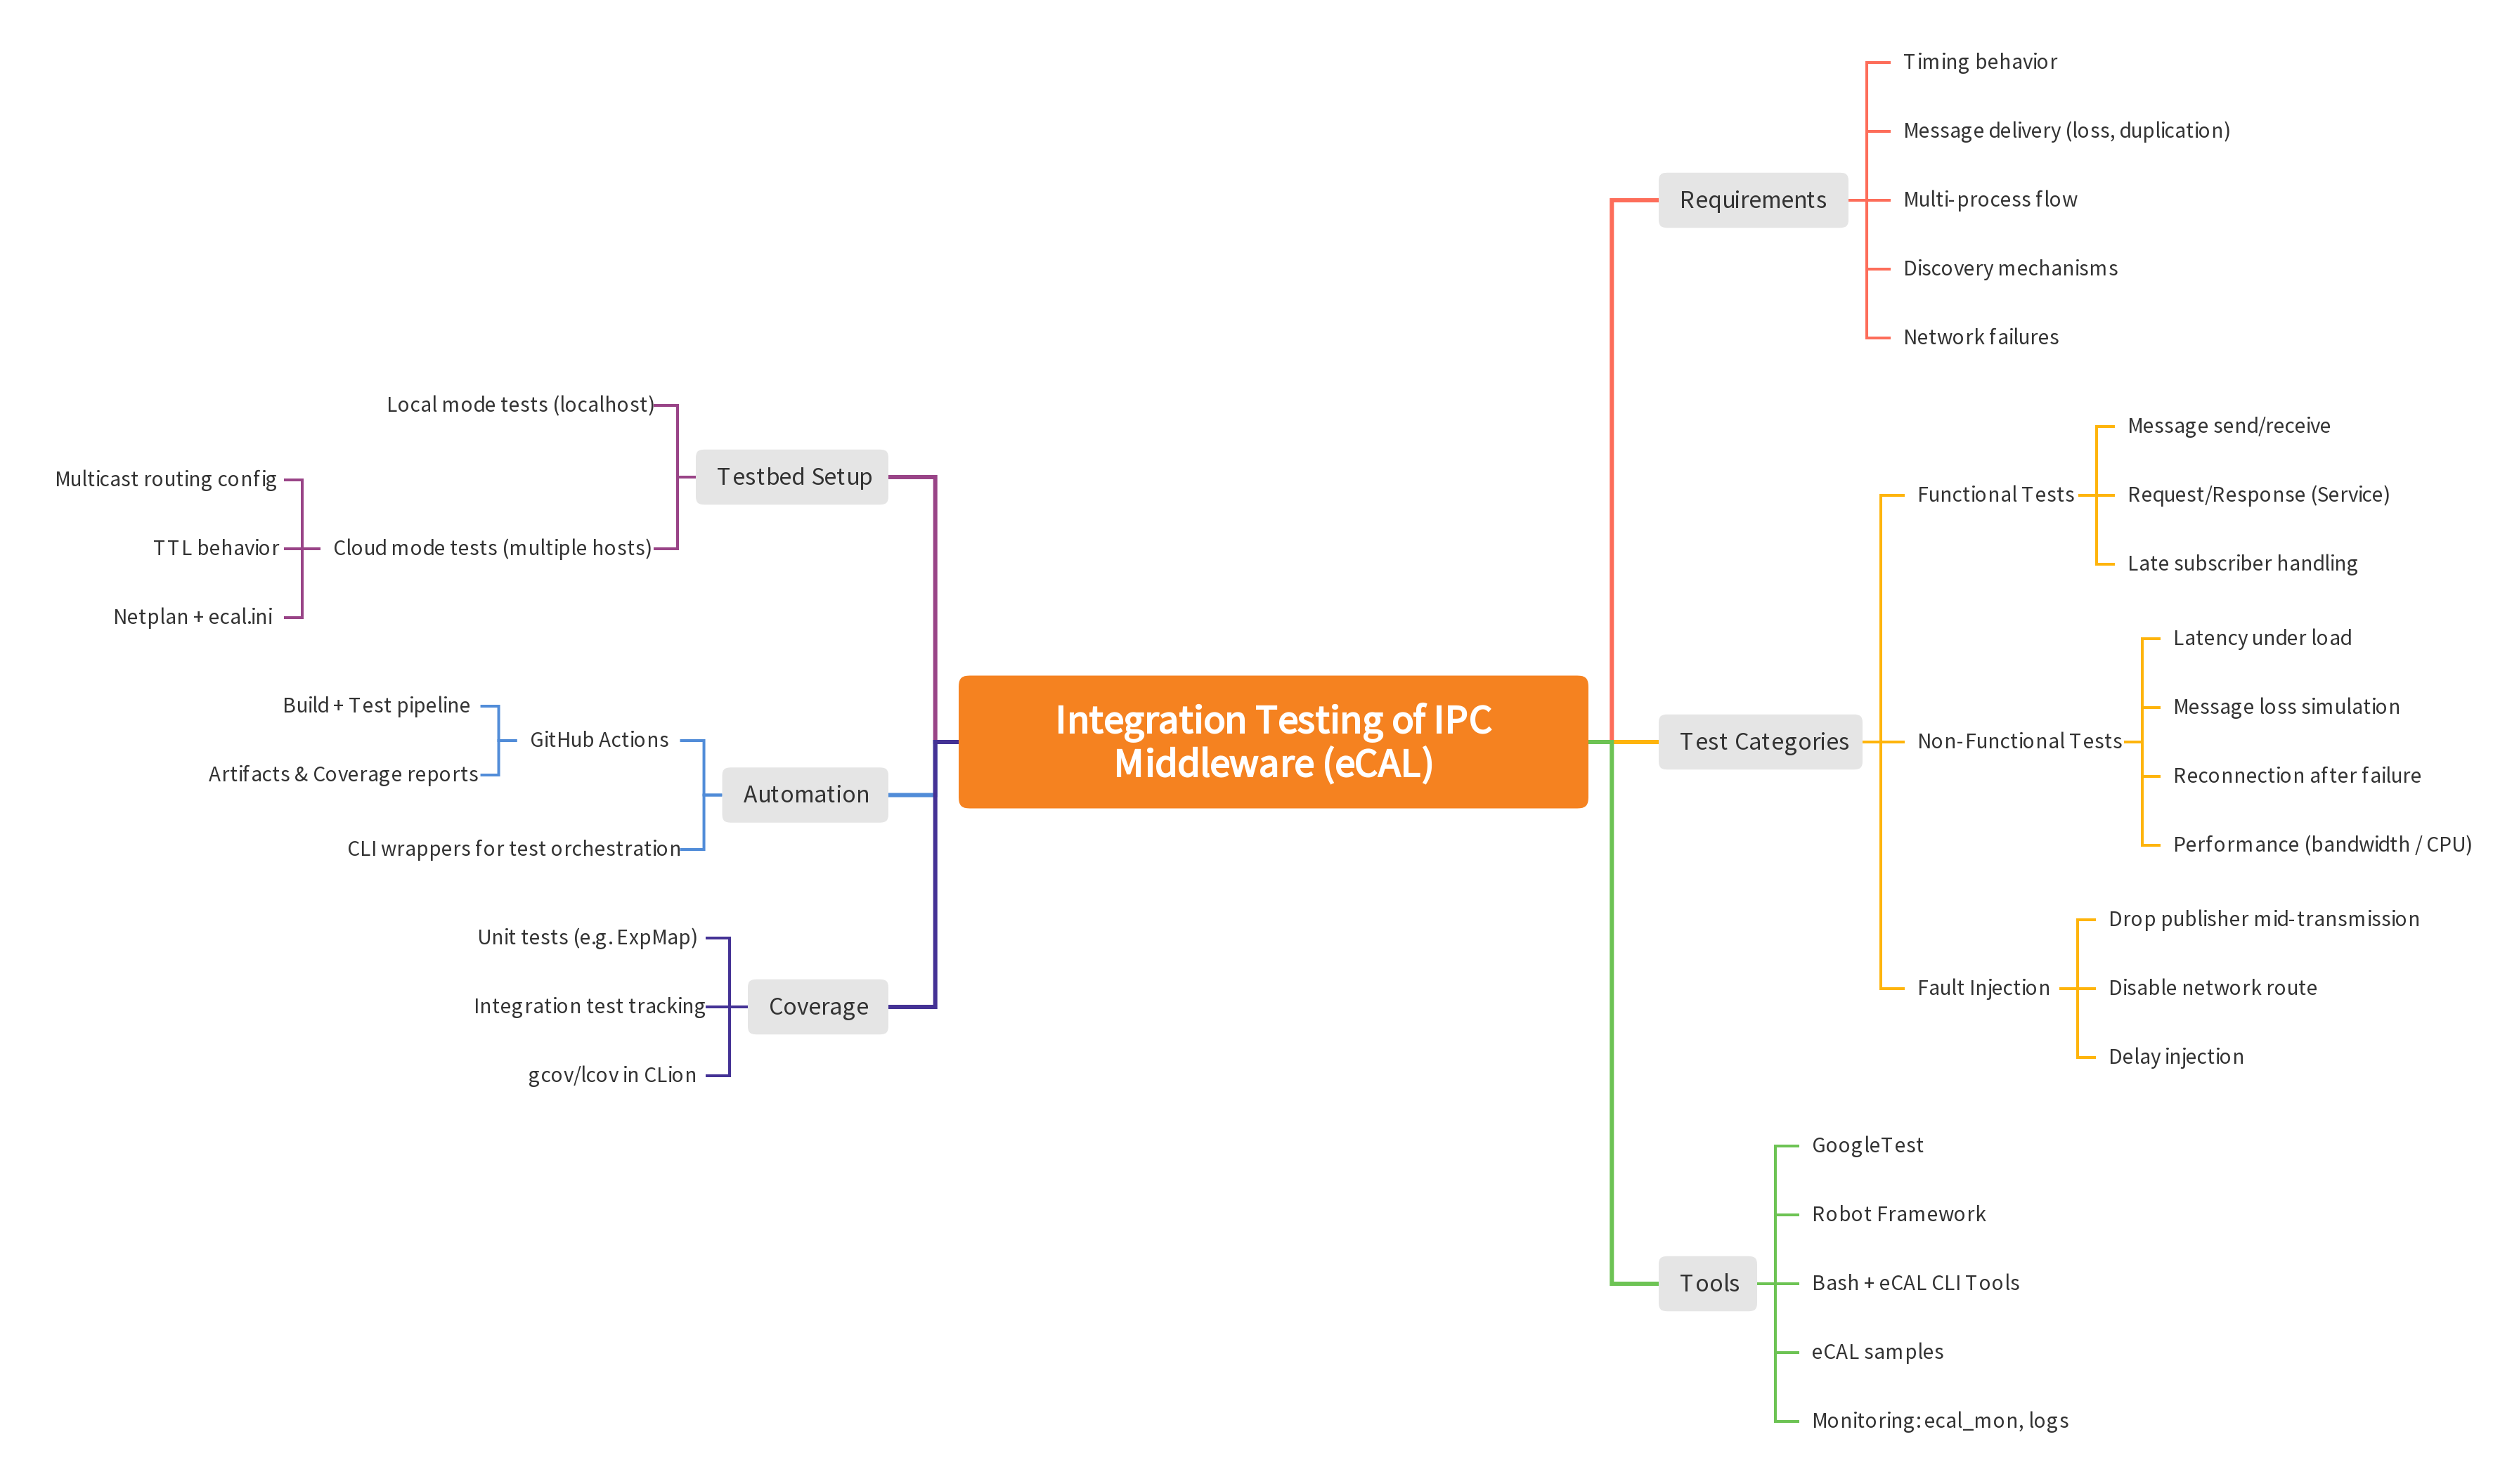 Integration Testing of IPC
Middleware (eCAL)
Requirements
Timing behavior
Message delivery (loss, duplication)
Multi-process flow
Discovery mechanisms
Network failures
Test Categories
Functional Tests
Message send/receive
Request/Response (Service)
Late subscriber handling
Non-Functional Tests
Latency under load
Message loss simulation
Reconnection after failure
Performance (bandwidth / CPU)
Fault Injection
Drop publisher mid-transmission
Disable network route
Delay injection
Tools
GoogleTest
Robot Framework
Bash + eCAL CLI Tools
eCAL samples
Monitoring: ecal_mon, logs
Testbed Setup
Local mode tests (localhost)
Cloud mode tests (multiple hosts)
Multicast routing config
TTL behavior
Netplan + ecal.ini
Automation
GitHub Actions
Build + Test pipeline
Artifacts & Coverage reports
CLI wrappers for test orchestration
Coverage
Unit tests (e.g. ExpMap)
Integration test tracking
gcov/lcov in CLion